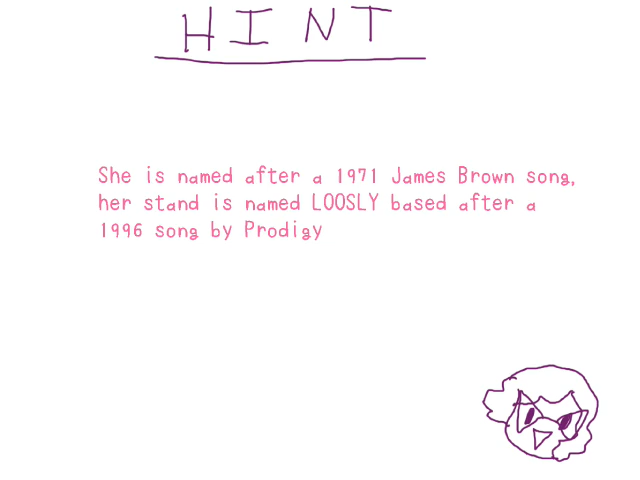 HINT
She is named after a 1971 James Brown song,
her stand is named LOOSLY based after a
1996 song by Prodigy